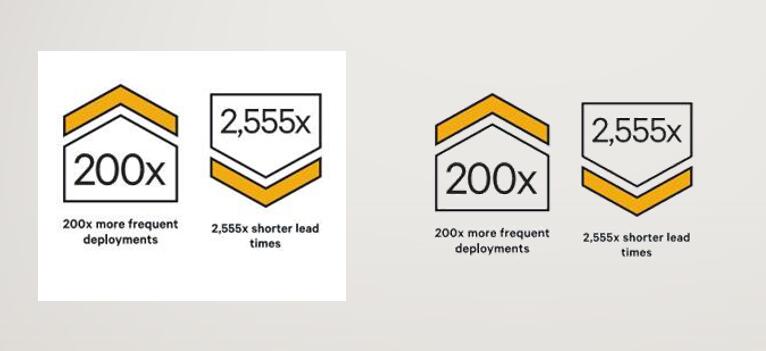 200x
200x more frequent
deployments
2,555x
2,555x shorter lead
times
200x
200x more frequent
deployments
2,555x
2,555x shorter lead
times